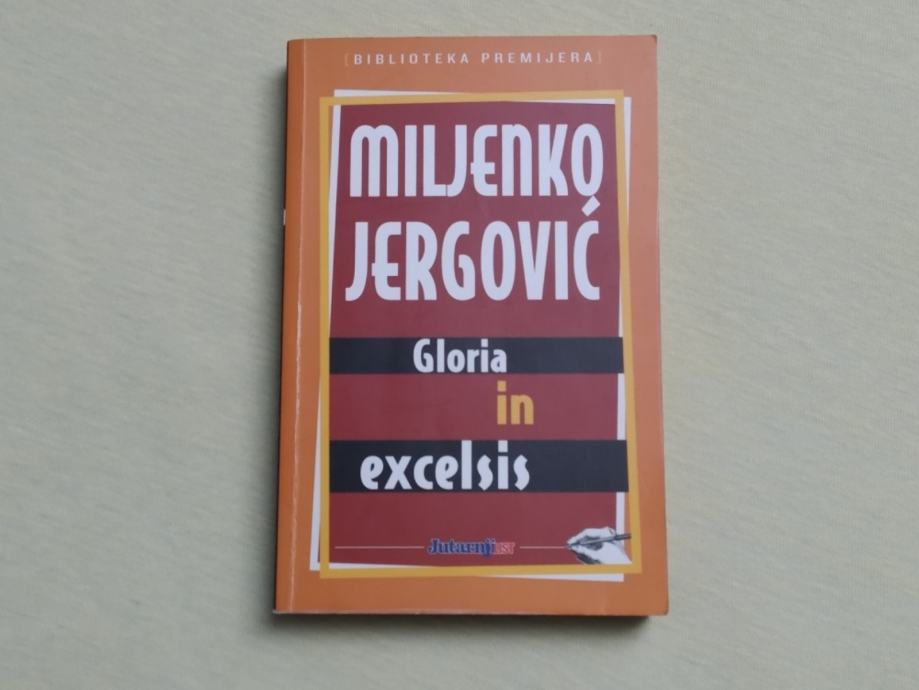 [BIBLIOTEKA PREMIJERA]
MILJENKO
JERGOVIĆ
Gloria
in
excelsis
Jutarnji LIST